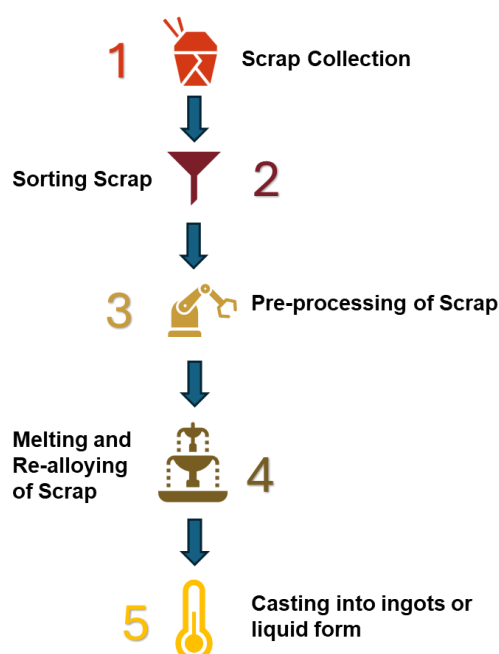 1
Scrap Collection
Sorting Scrap
2
3
Pre-processing of Scrap
Melting and
Re-alloying
of Scrap
4
5
Casting into ingots or
liquid form